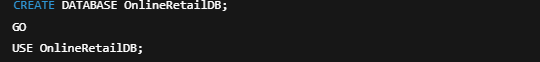 CREATE DATABASE OnlineRetailDB;
GO
USE OnlineRetailDB;